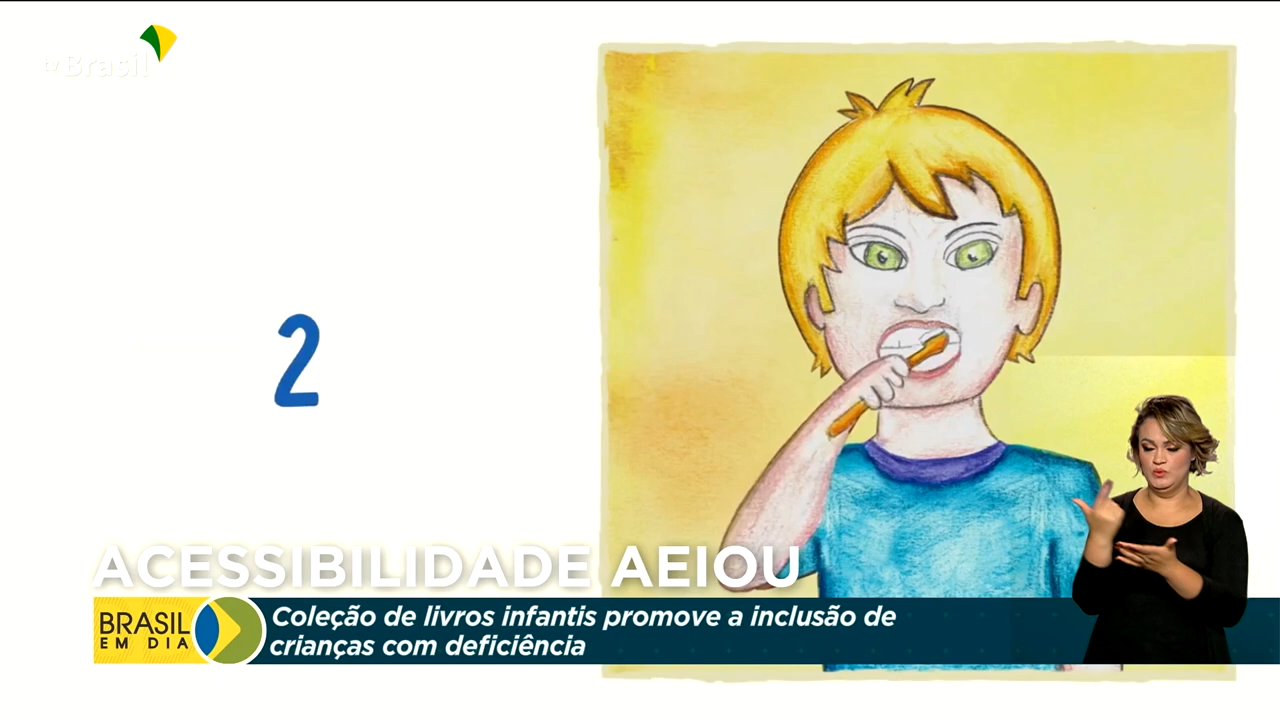 tv Brasil
2
ACESSIBILIDADE AEIOU
BRASIL
EM DIA
Coleção de livros infantis promove a inclusão de
crianças com deficiência